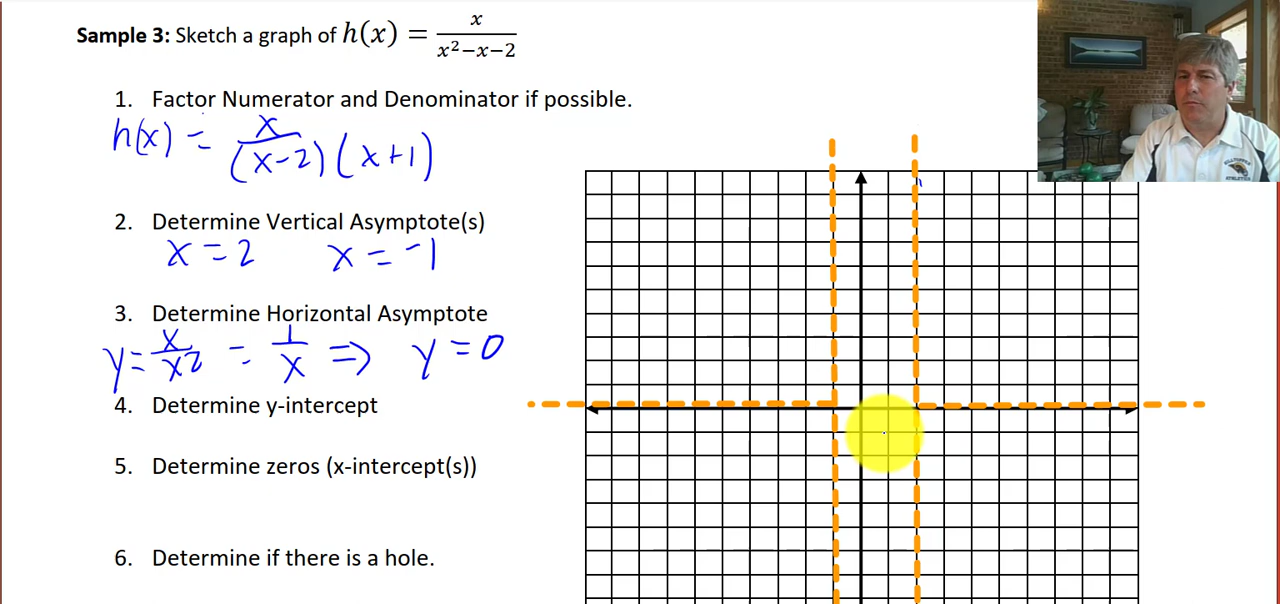 Sample 3: Sketch a graph of h(x) = x / (x²−x−2)
1. Factor Numerator and Denominator if possible.
h(x) = x / ((x-2)(x+1))
2. Determine Vertical Asymptote(s)
x = 2 x = -1
3. Determine Horizontal Asymptote
y = x / x2 = 1 / x ⇒ y = 0
4. Determine y-intercept
5. Determine zeros (x-intercept(s))
6. Determine if there is a hole.